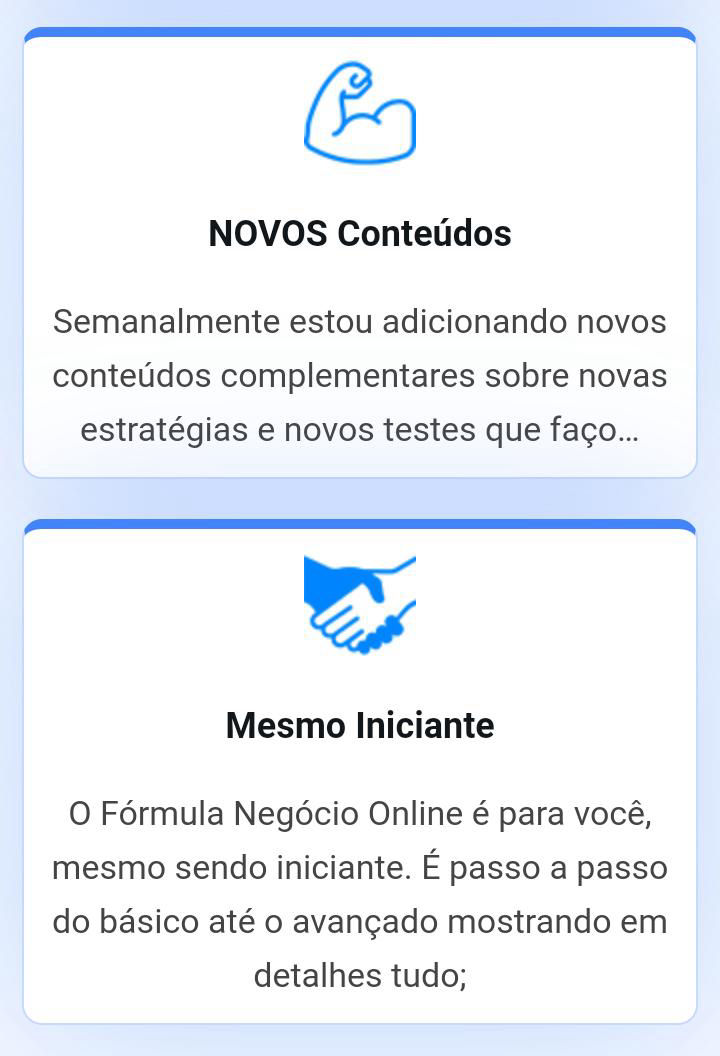 NOVOS Conteúdos
Semanalmente estou adicionando novos
conteúdos complementares sobre novas
estratégias e novos testes que faço...
Mesmo Iniciante
O Fórmula Negócio Online é para você,
mesmo sendo iniciante. É passo a passo
do básico até o avançado mostrando em
detalhes tudo;